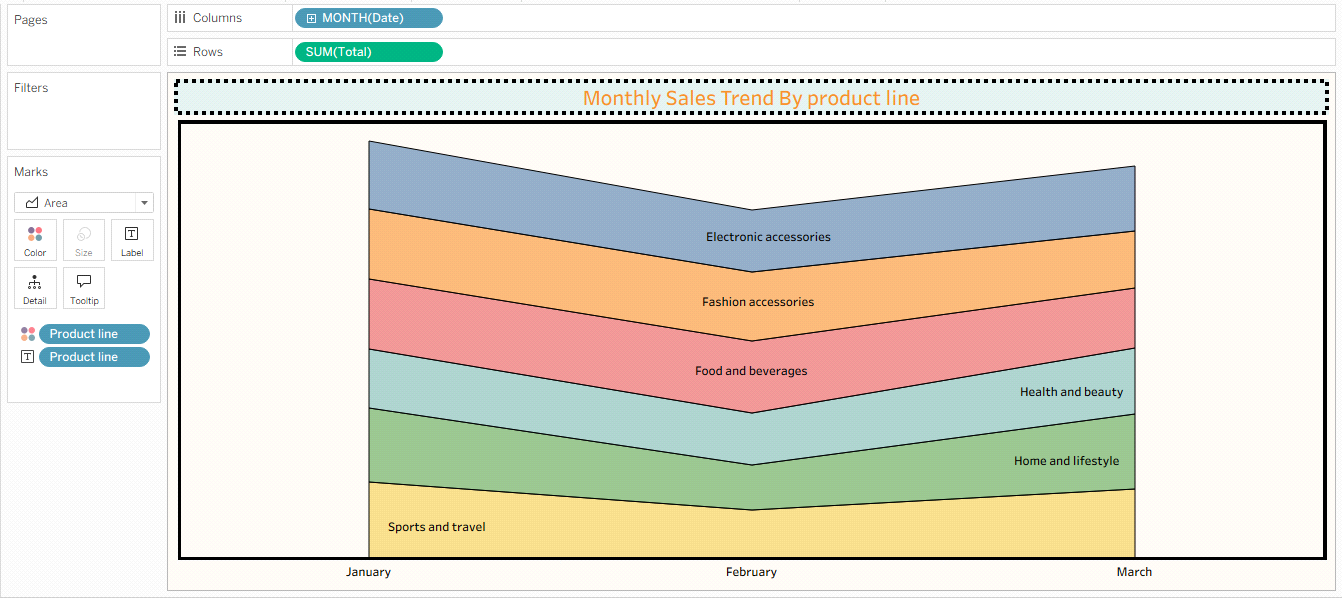 Pages
Columns
MONTH(Date)
Rows
SUM(Total)
Filters
Marks
Area
Color
Size
Label
Detail
Tooltip
Product line
Product line
Monthly Sales Trend By product line
Electronic accessories
Fashion accessories
Food and beverages
Health and beauty
Home and lifestyle
Sports and travel
January
February
March